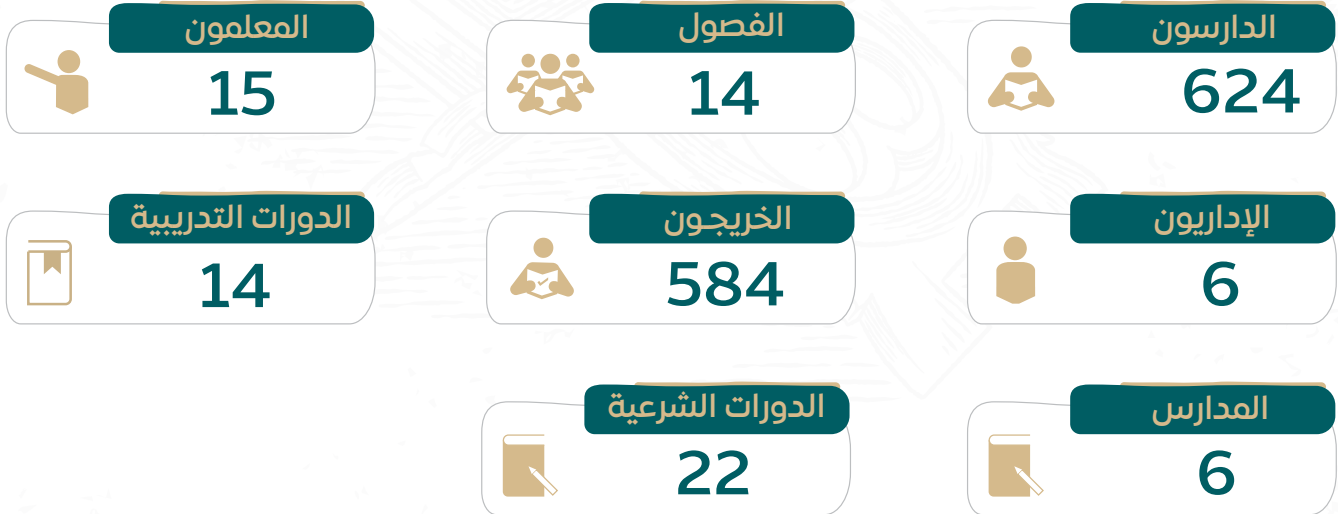 الدارسون
624
الفصول
14
المعلمون
15
الإداريون
6
الخريجون
584
الدورات التدريبية
14
المدارس
6
الدورات الشرعية
22